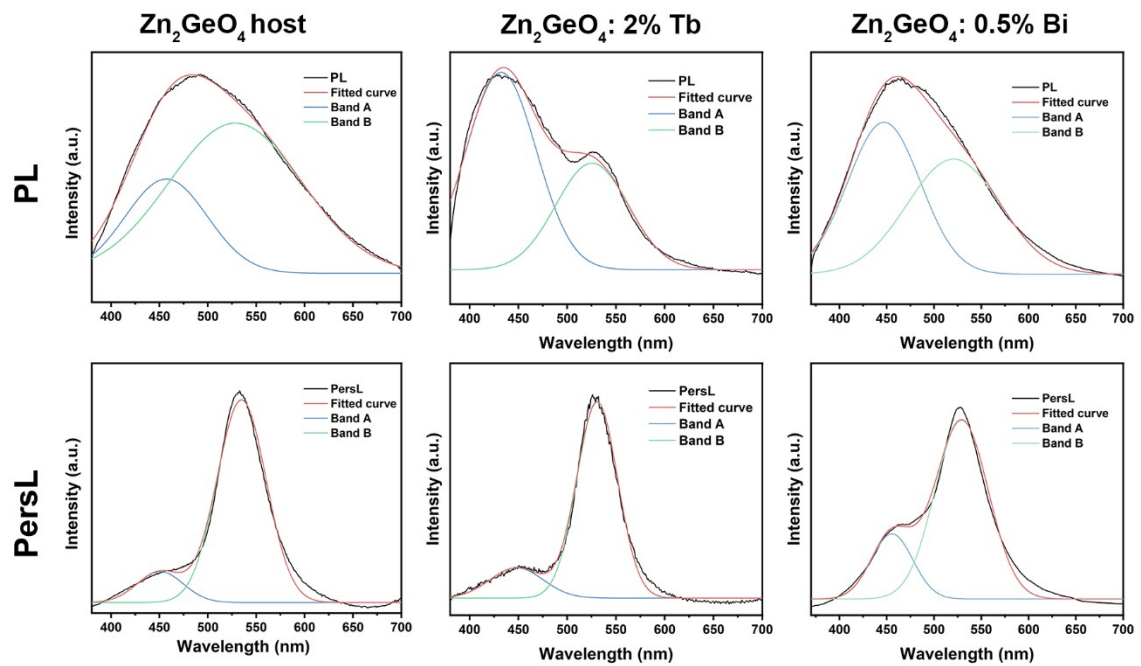 Zn₂GeO₄ host
Zn₂GeO₄: 2% Tb
Zn₂GeO₄: 0.5% Bi
PL
Intensity (a.u.)
PL
Fitted curve
Band A
Band B
400 450 500 550 600 650 700
Intensity (a.u.)
PL
Fitted curve
Band A
Band B
400 450 500 550 600 650 700
Wavelength (nm)
Intensity (a.u.)
PL
Fitted curve
Band A
Band B
400 450 500 550 600 650 700
Wavelength (nm)
PersL
Intensity (a.u.)
PersL
Fitted curve
Band A
Band B
400 450 500 550 600 650 700
Wavelength (nm)
Intensity (a.u.)
PersL
Fitted curve
Band A
Band B
400 450 500 550 600 650 700
Wavelength (nm)
Intensity (a.u.)
PersL
Fitted curve
Band A
Band B
400 450 500 550 600 650 700
Wavelength (nm)